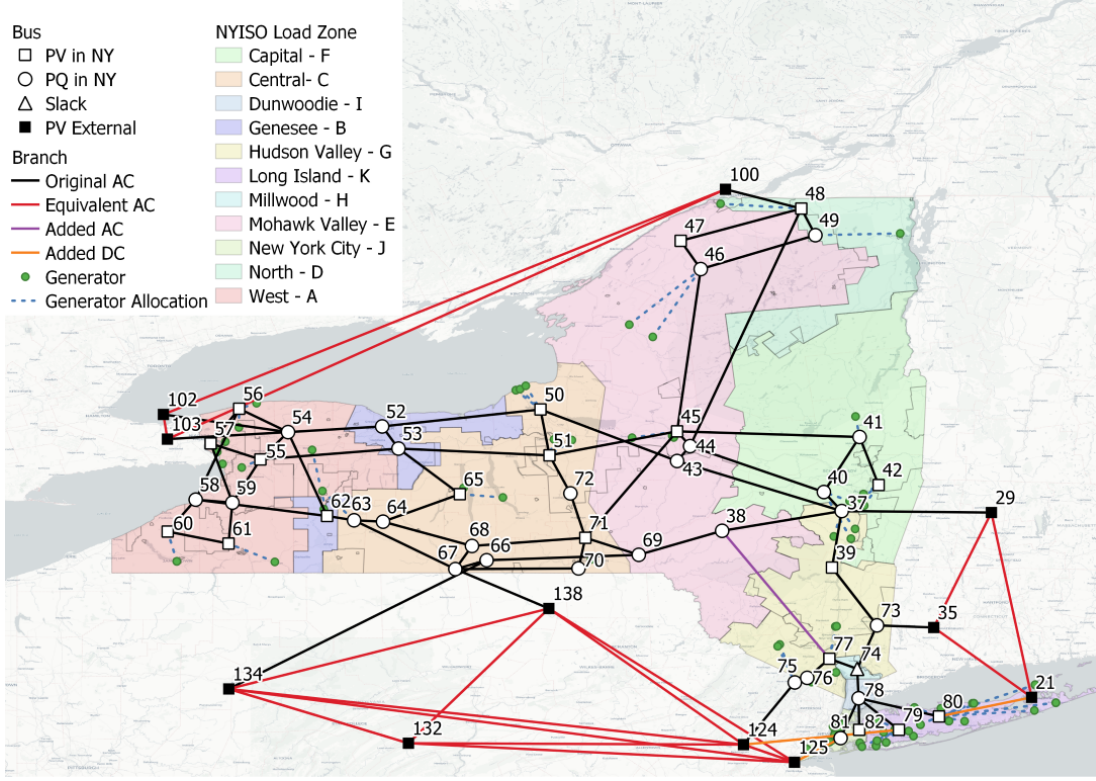 Bus
PV in NY
PQ in NY
Slack
PV External
Branch
Original AC
Equivalent AC
Added AC
Added DC
Generator
Generator Allocation
NYISO Load Zone
Capital - F
Central- C
Dunwoodie - I
Genesee - B
Hudson Valley - G
Long Island - K
Millwood - H
Mohawk Valley - E
New York City - J
North - D
West - A
100
48
47
49
46
102
56
103
57
54
52
50
53
55
51
45
44
43
41
40
42
37
58
59
65
72
60
61
62
63
64
71
68
66
67
70
69
38
39
29
138
73
35
134
77
74
75
76
78
80
21
132
124
81
82
79
125